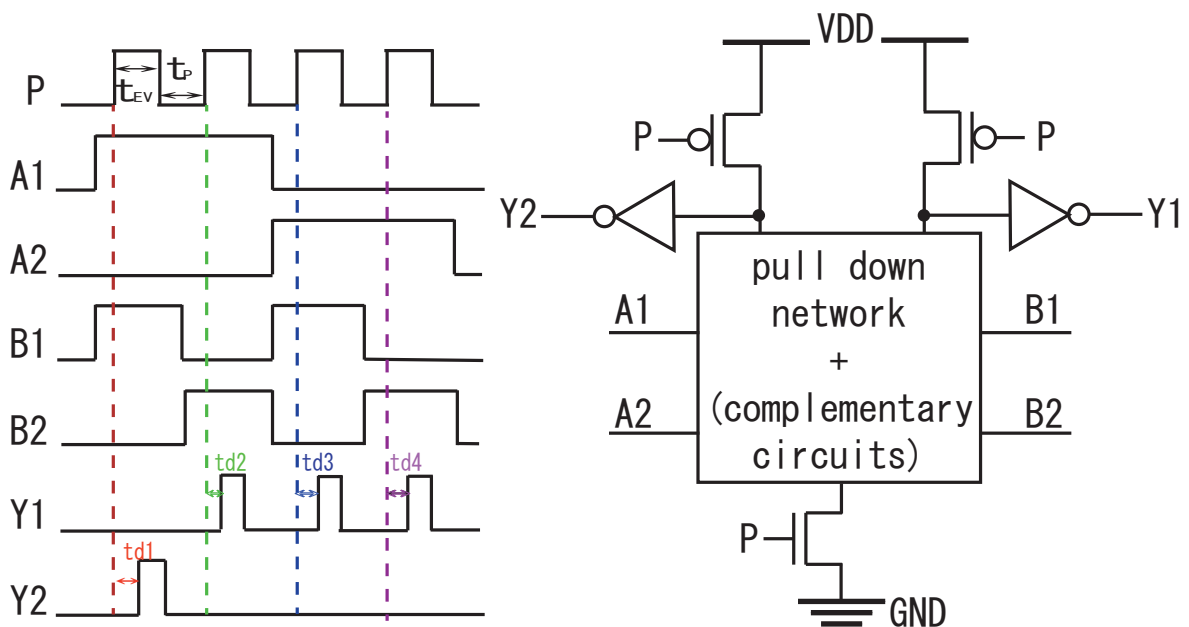 P
tP
tEV
A1
A2
B1
B2
Y1
td2
td3
td4
Y2
td1
VDD
P
P
Y2
Y1
pull down
network
+
(complementary
circuits)
A1
B1
A2
B2
P
GND